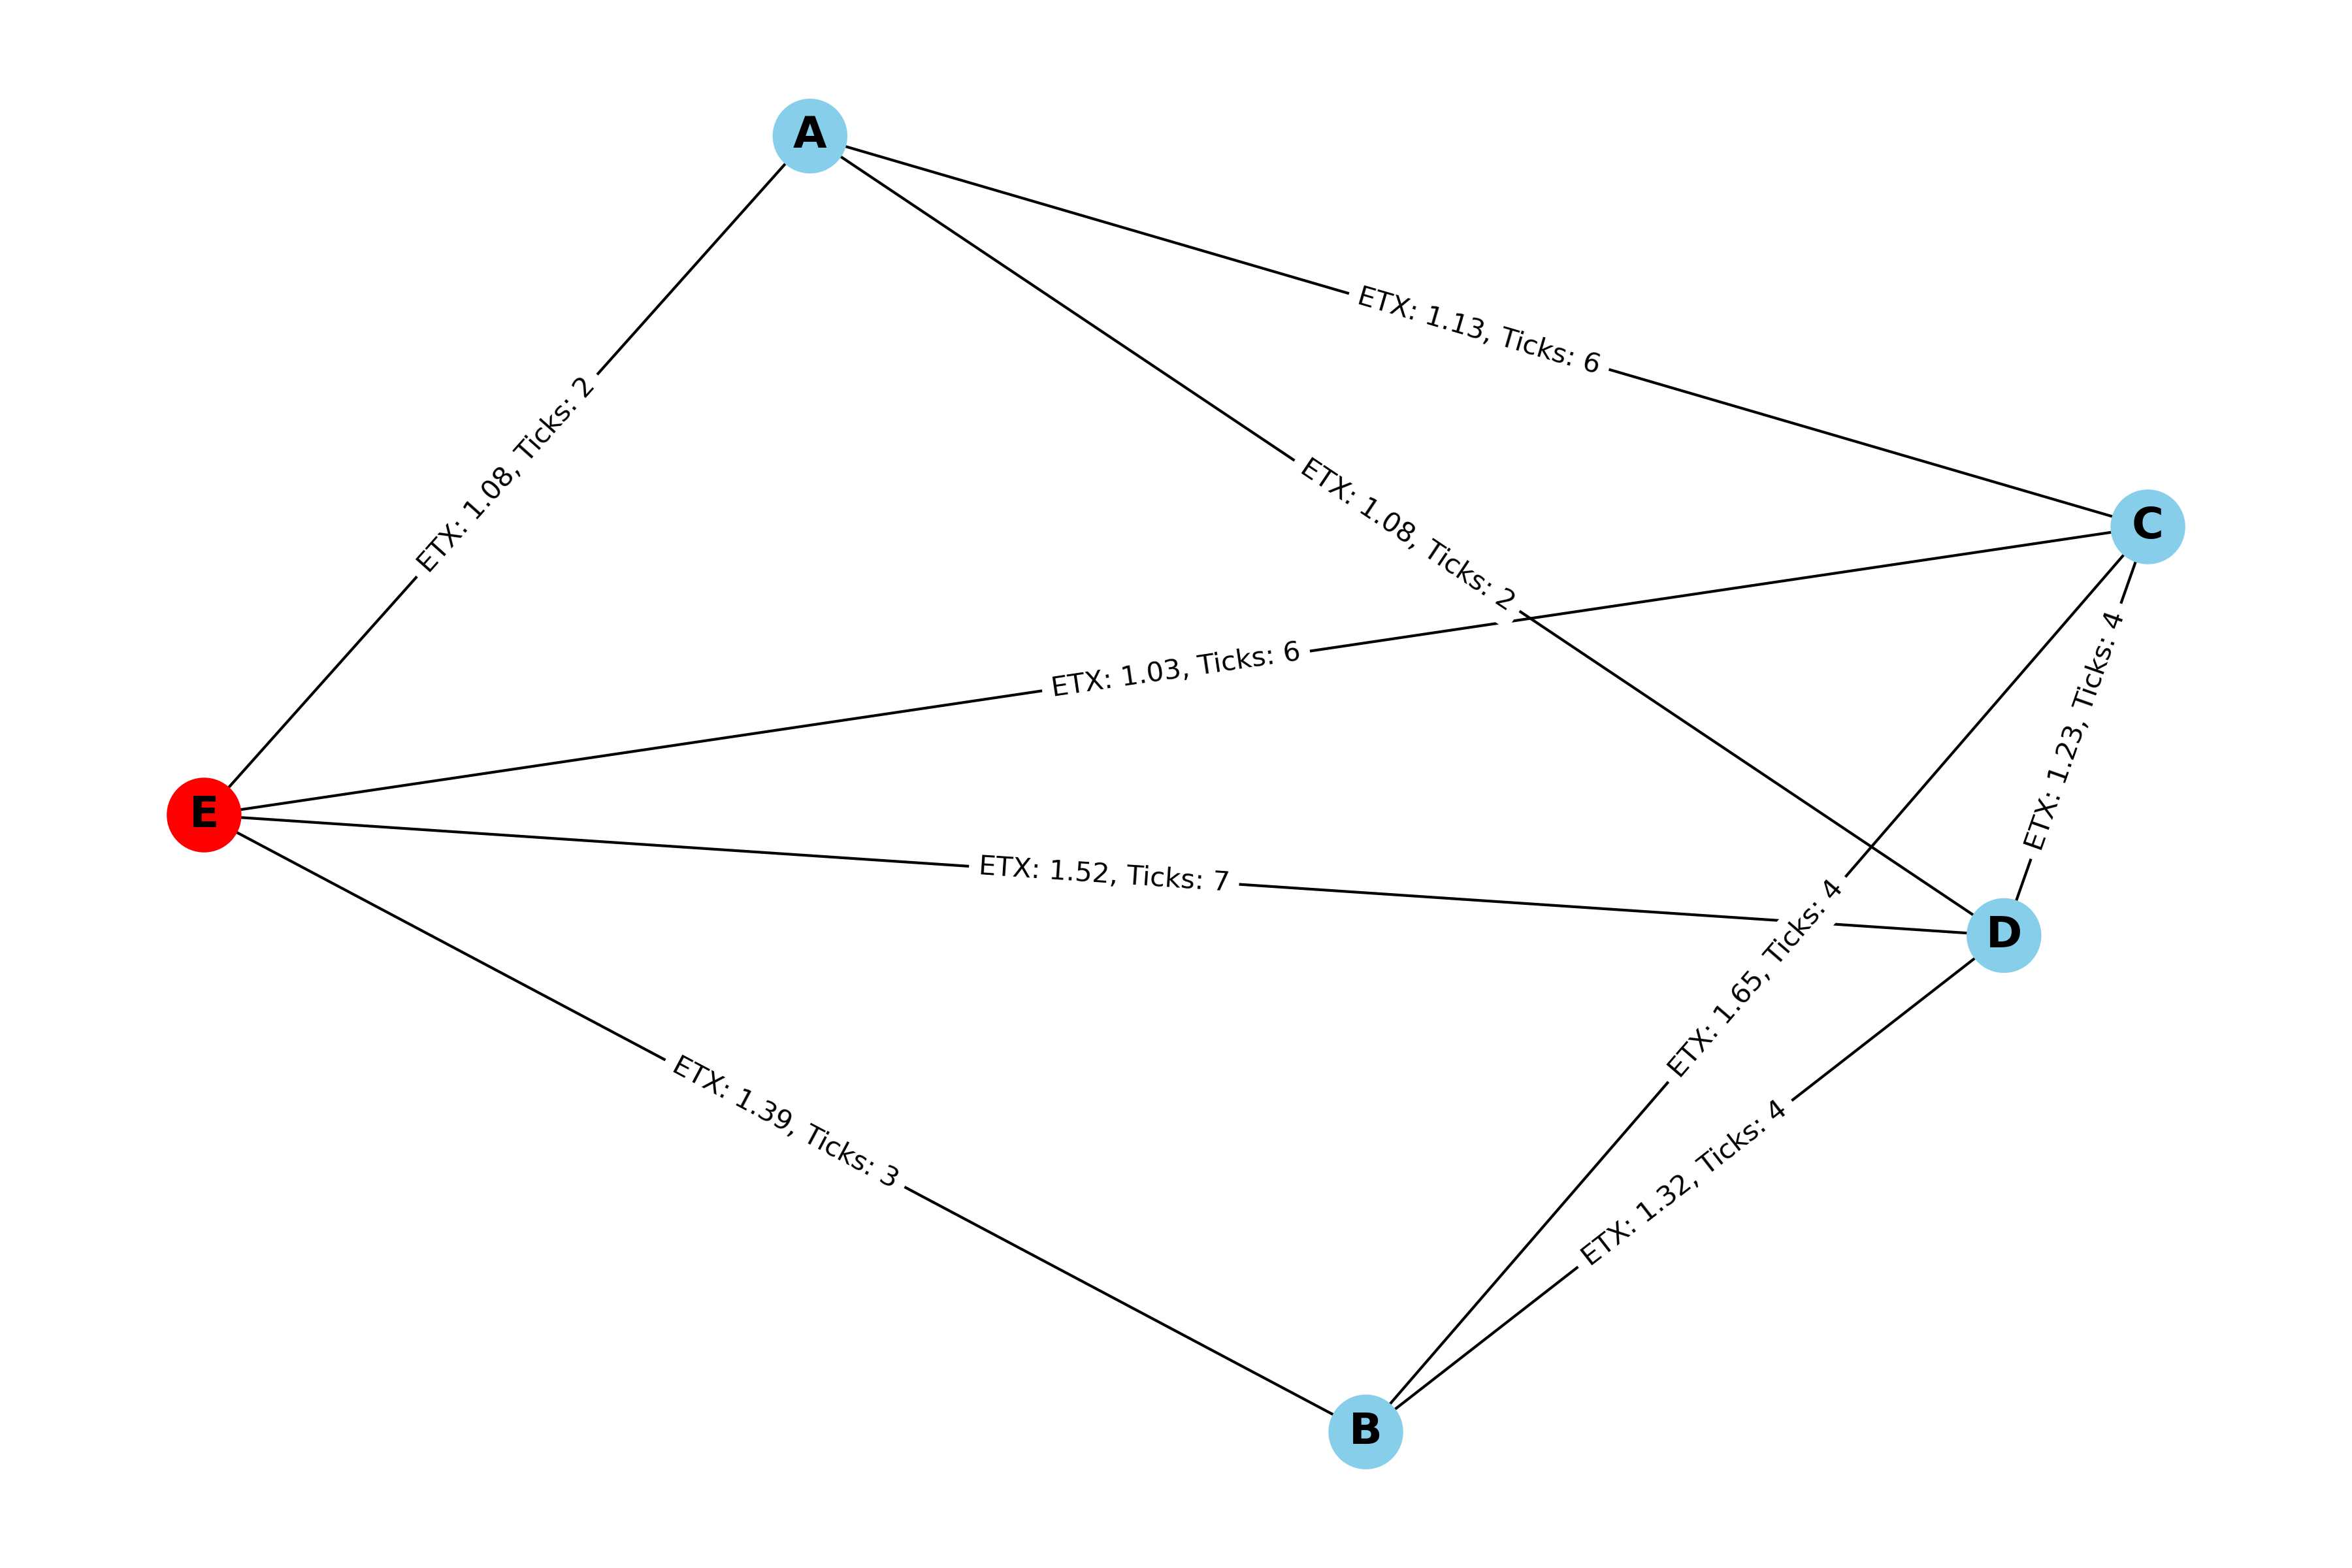 A
ETX: 1.13, Ticks: 6
ETX: 1.08, Ticks: 2
ETX: 1.08, Ticks: 2
C
ETX: 1.03, Ticks: 6
ETX: 1.23, Ticks: 4
E
ETX: 1.52, Ticks: 7
D
ETX: 1.65, Ticks: 4
ETX: 1.39, Ticks: 3
ETX: 1.32, Ticks: 4
B